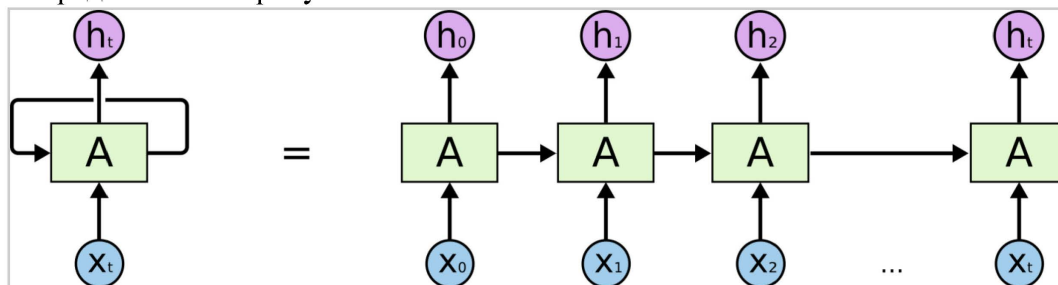 hₜ h₀ h₁ h₂ hₜ
A = A A A A
xₜ x₀ x₁ x₂ ... xₜ